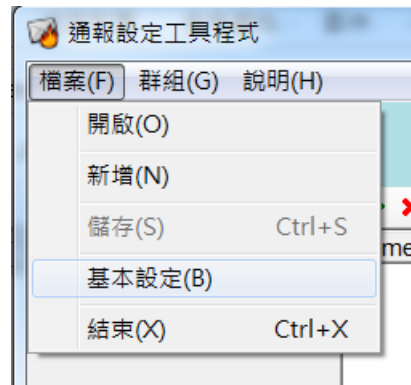 通報設定工具程式
檔案(F) 群組(G) 說明(H)
開啟(O)
新增(N)
儲存(S) Ctrl+S
me
基本設定(B)
結束(X) Ctrl+X